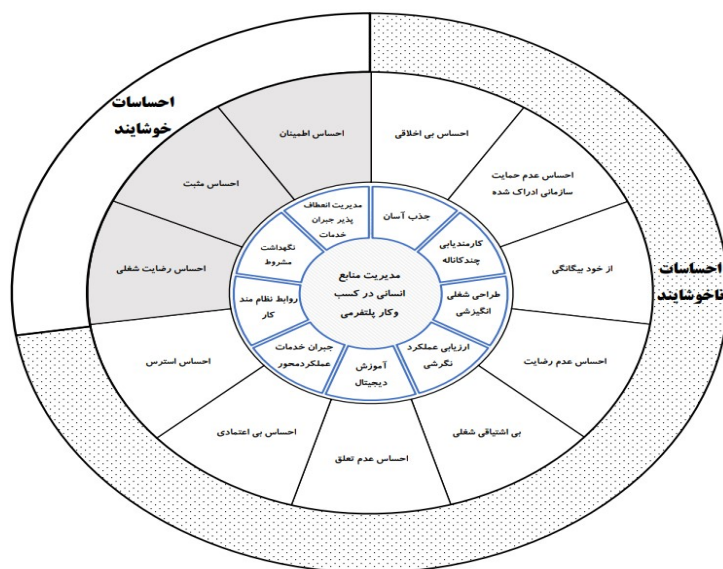 احساسات
خوشایند
احساسات
ناخوشایند
احساس اطمینان
احساس بی اخلاقی
احساس عدم حمایت
سازمانی ادراک شده
از خود بیگانگی
احساس عدم رضایت
بی اشتیاقی شغلی
احساس عدم تعلق
احساس بی اعتمادی
احساس استرس
احساس رضایت شغلی
احساس مثبت
مدیریت انعطاف
پذیر جبران
خدمات
جذب آسان
کارمندیابی
چندکاناله
طراحی شغلی
انگیزشی
ارزیابی عملکرد
نگرشی
آموزش
دیجیتال
جبران خدمات
عملکردمحور
روابط نظام مند
کار
نگهداشت
مشروط
مدیریت منابع
انسانی در کسب
وکار پلتفرمی